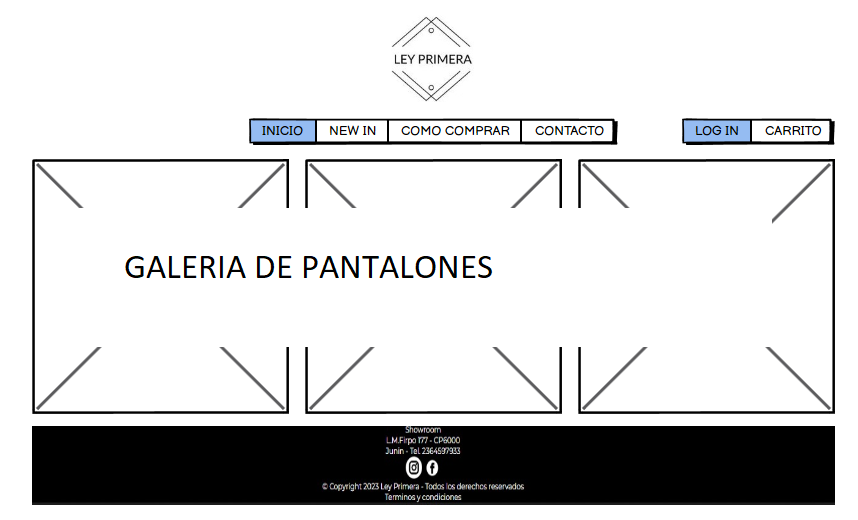 LEY PRIMERA
INICIO NEW IN COMO COMPRAR CONTACTO LOG IN CARRITO
GALERIA DE PANTALONES
Showroom
L.M.Firpo 177 - CP6000
Junín - Tel. 2364597933
© Copyright 2023 Ley Primera - Todos los derechos reservados
Terminos y condiciones